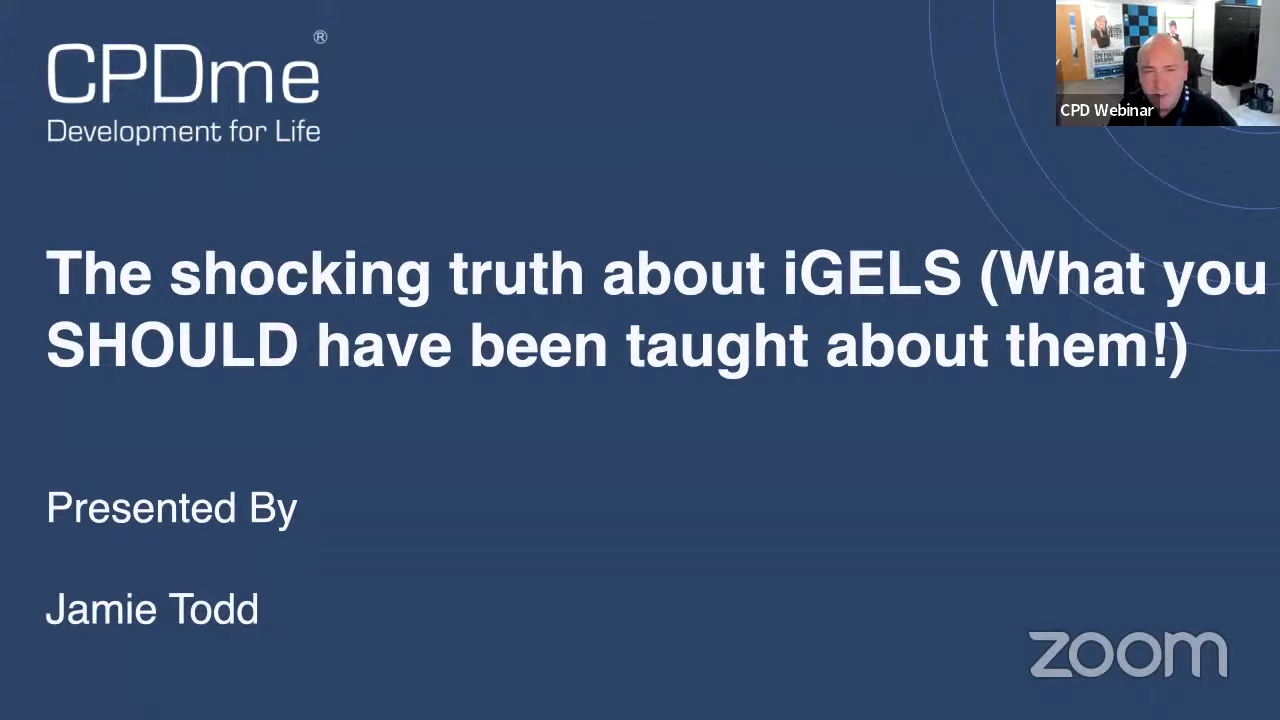 CPDme®
Development for Life
CPD Webinar
The shocking truth about iGELS (What you
SHOULD have been taught about them!)
Presented By
Jamie Todd
zoom